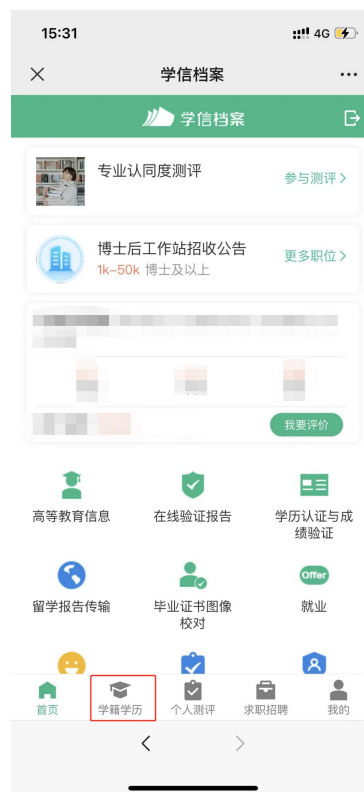 15:31
4G
学信档案
学信档案
专业认同度测评
参与测评
博士后工作站招收公告
1k-50k 博士及以上
更多职位
我要评价
高等教育信息
在线验证报告
学历认证与成
绩验证
Offer
留学报告传输
毕业证书图像
校对
就业
首页
学籍学历
个人测评
求职招聘
我的